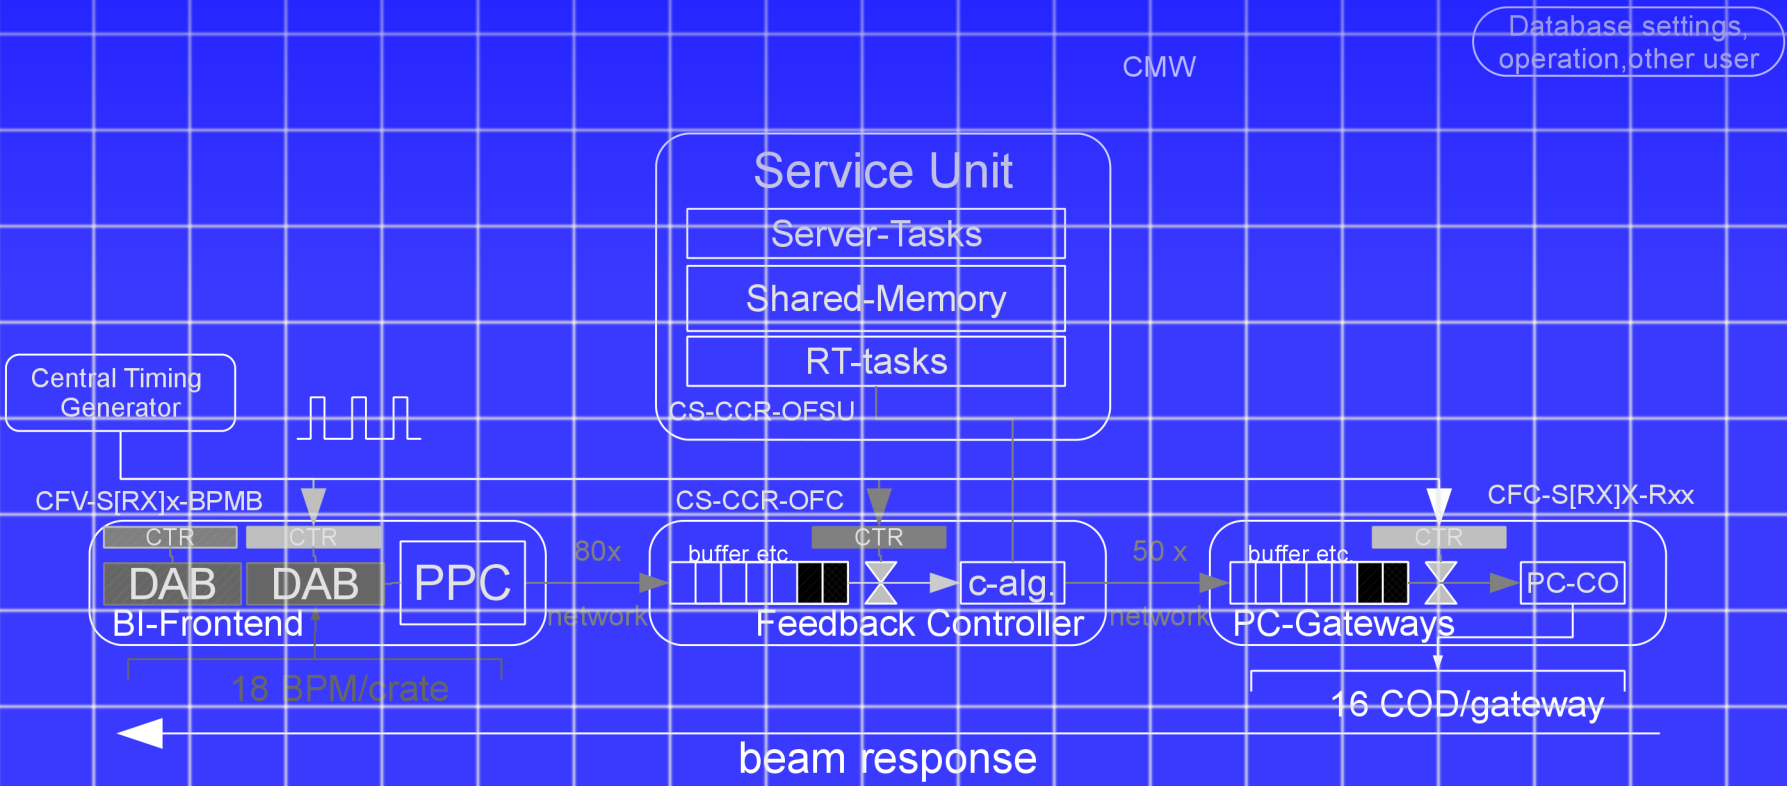 Database settings,
operation,other user
CMW
Service Unit
Server-Tasks
Shared-Memory
RT-tasks
CS-CCR-OFSU
Central Timing
Generator
CFV-S[RX]x-BPMB
CS-CCR-OFC
CFC-S[RX]X-Rxx
CTR
CTR
DAB
DAB
PPC
BI-Frontend
18 BPM/crate
80x
network
CTR
buffer etc.
c-alg.
Feedback Controller
50 x
network
CTR
buffer etc.
PC-CO
PC-Gateways
16 COD/gateway
beam response